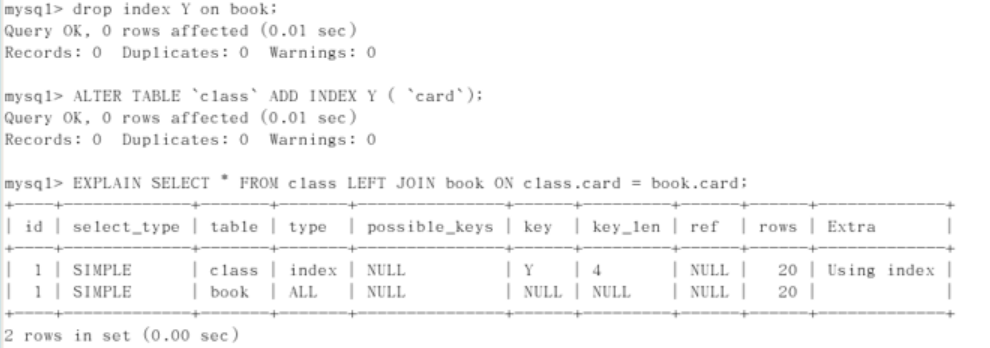 mysql> drop index Y on book;
Query OK, 0 rows affected (0.01 sec)
Records: 0  Duplicates: 0  Warnings: 0
mysql> ALTER TABLE `class` ADD INDEX Y ( `card`);
Query OK, 0 rows affected (0.01 sec)
Records: 0  Duplicates: 0  Warnings: 0
mysql> EXPLAIN SELECT * FROM class LEFT JOIN book ON class.card = book.card;
| id | select_type | table | type | possible_keys | key | key_len | ref | rows | Extra |
| 1 | SIMPLE | class | index | NULL | Y | 4 | NULL | 20 | Using index |
| 1 | SIMPLE | book | ALL | NULL | NULL | NULL | NULL | 20 | |
2 rows in set (0.00 sec)